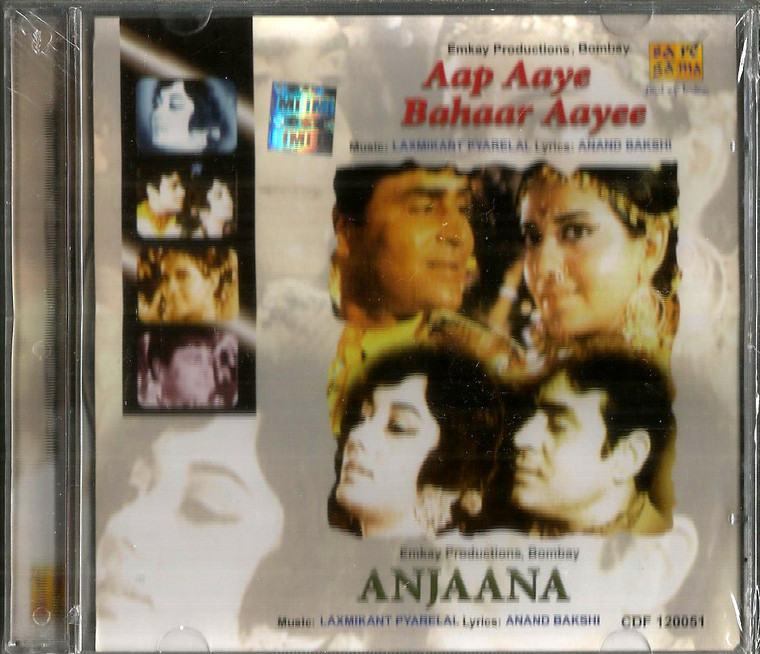 Emkay Productions, Bombay
Aap Aaye
Bahaar Aayee
Music: LAXMIKANT PYARELAL Lyrics: ANAND BAKSHI
Emkay Productions, Bombay
ANJAANA
Music: LAXMIKANT PYARELAL Lyrics: ANAND BAKSHI
CDF 120051